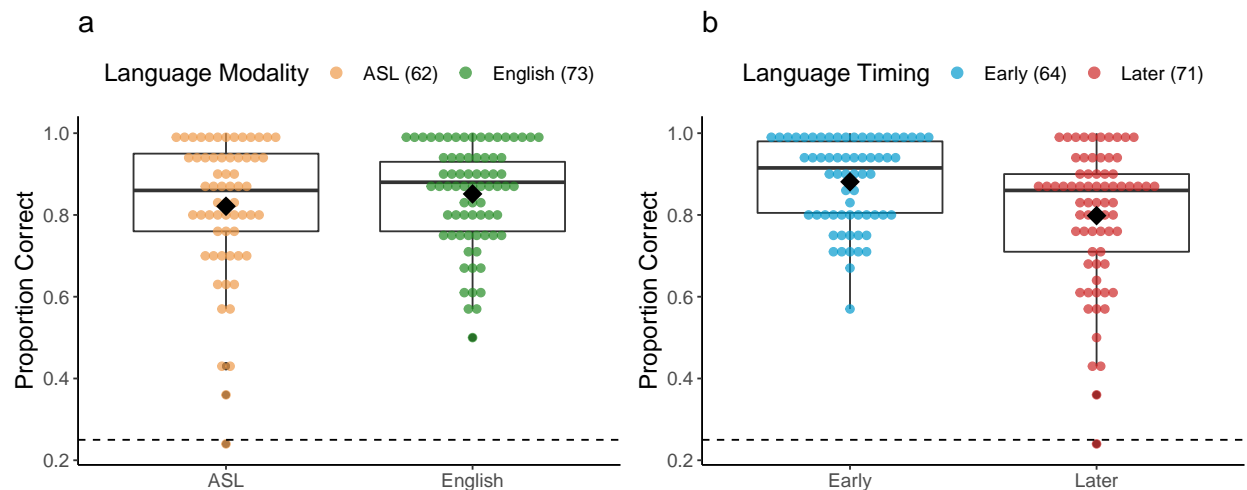 a
Language Modality ASL (62) English (73)
Proportion Correct
1.0
0.8
0.6
0.4
0.2
ASL English
b
Language Timing Early (64) Later (71)
Proportion Correct
1.0
0.8
0.6
0.4
0.2
Early Later